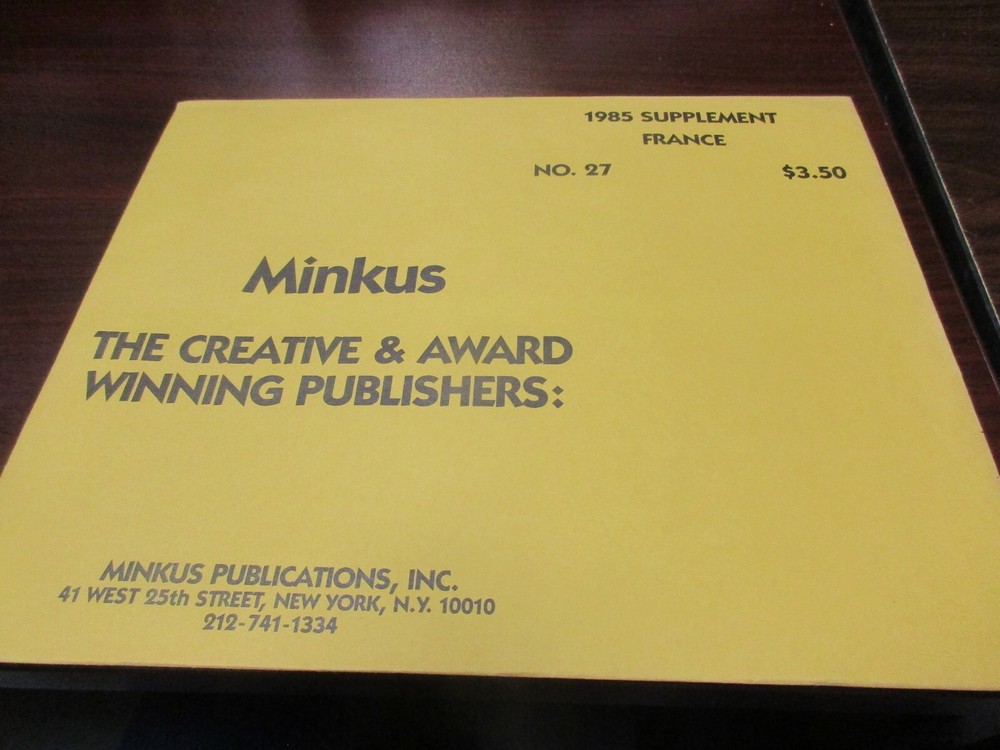 1985 SUPPLEMENT
FRANCE
NO. 27 $3.50
Minkus
THE CREATIVE & AWARD
WINNING PUBLISHERS:
MINKUS PUBLICATIONS, INC.
41 WEST 25th STREET, NEW YORK, N.Y. 10010
212-741-1334